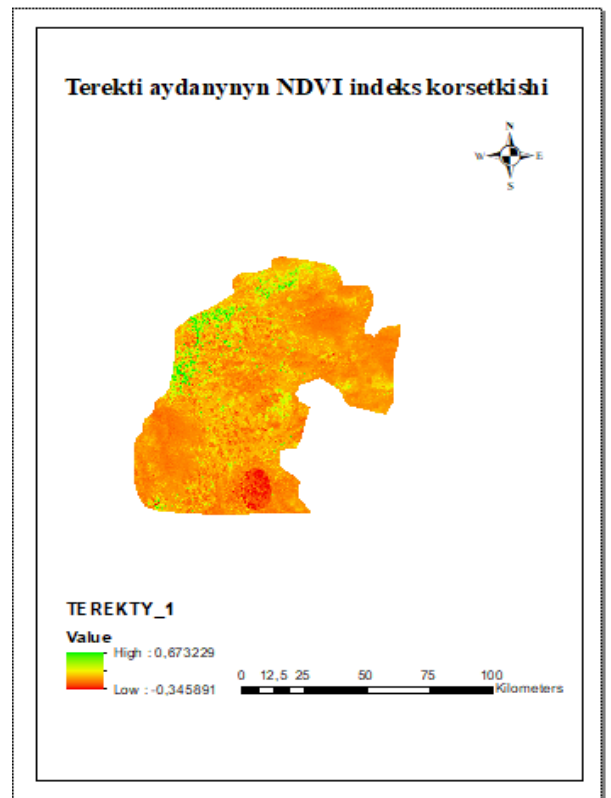 Terekti aydanynyn NDVI indeks korsetkishi
N
W E
S
TEREKTY_1
Value
High : 0,673229
Low : -0,345891
0 12,5 25 50 75 100
Kilometers